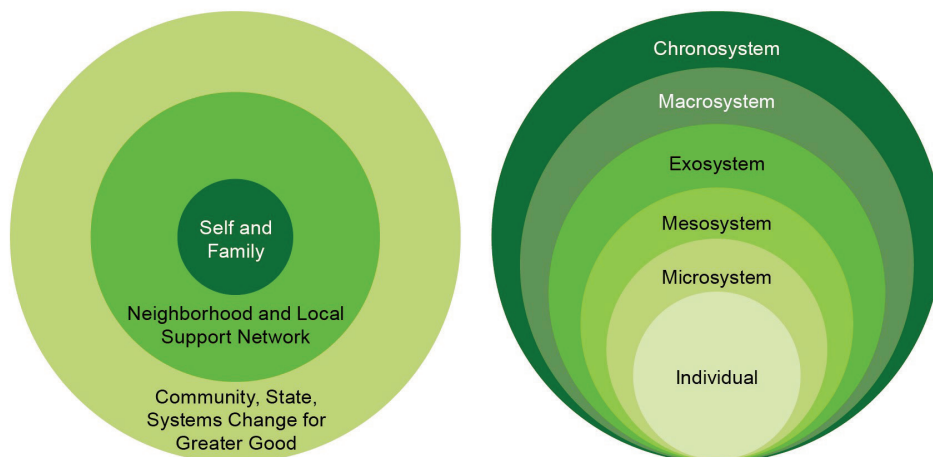 Self and
Family
Neighborhood and Local
Support Network
Community, State,
Systems Change for
Greater Good
Chronosystem
Macrosystem
Exosystem
Mesosystem
Microsystem
Individual